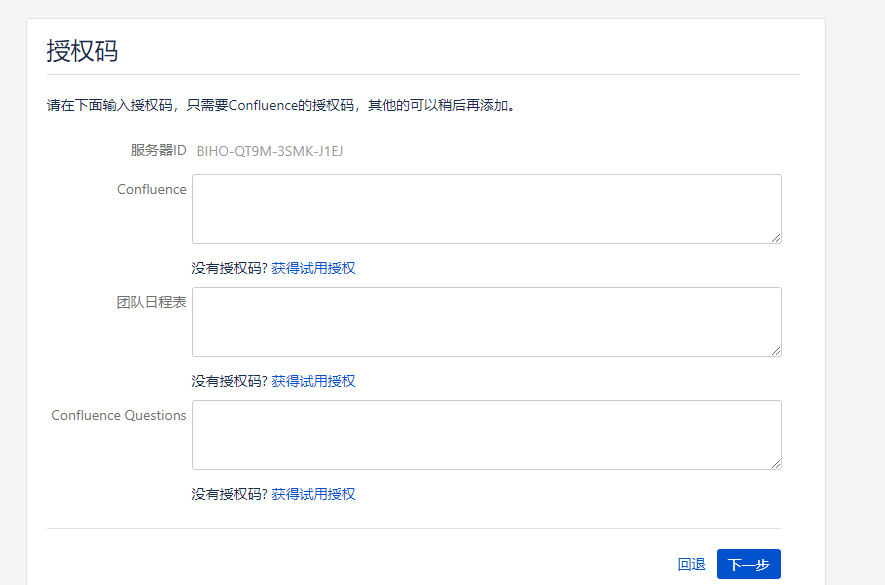 授权码
请在下面输入授权码，只需要Confluence的授权码，其他的可以稍后再添加。
服务器ID BIHO-QT9M-3SMK-J1EJ
Confluence
没有授权码? 获得试用授权
团队日程表
没有授权码? 获得试用授权
Confluence Questions
没有授权码? 获得试用授权
回退 下一步